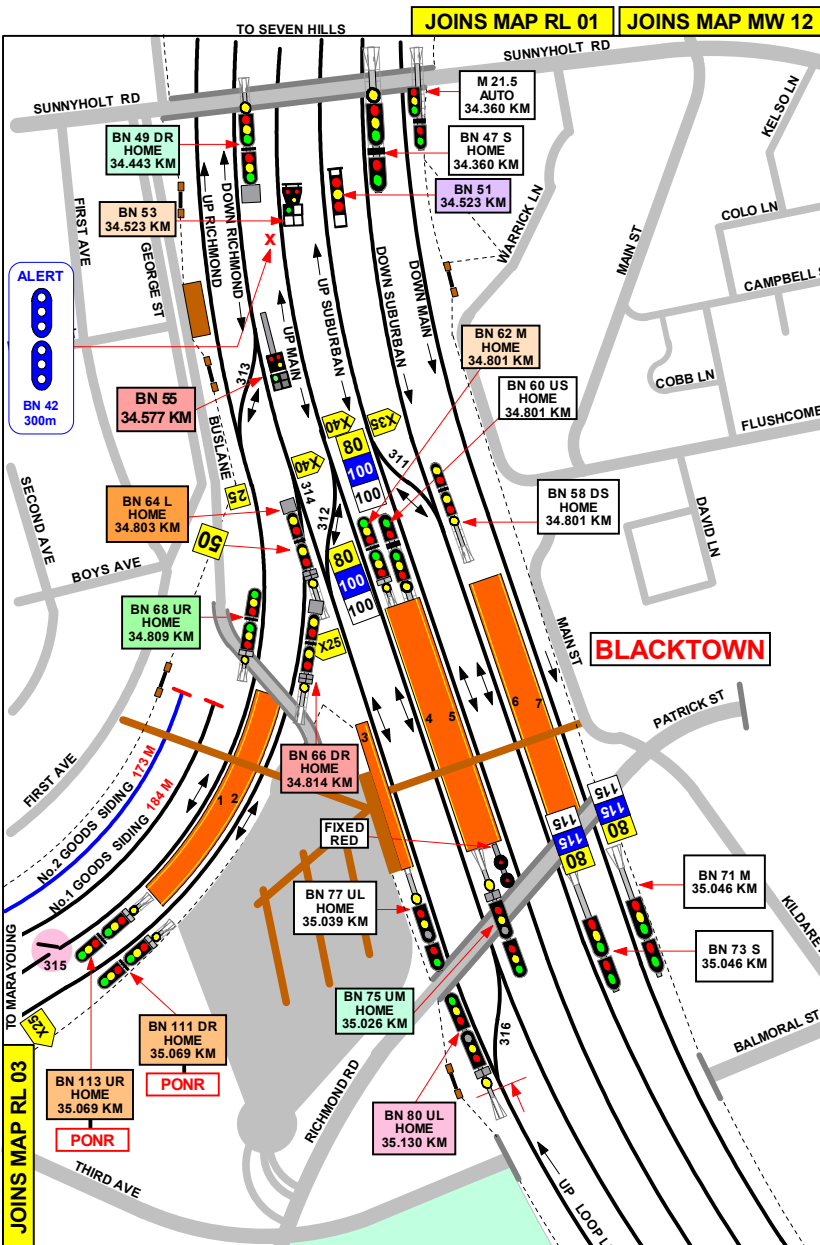 JOINS MAP RL 01
JOINS MAP MW 12
TO SEVEN HILLS
SUNNYHOLT RD
SUNNYHOLT RD
M 21.5
AUTO
34.360 KM
BN 49 DR
HOME
34.443 KM
BN 47 S
HOME
34.360 KM
KELSO LN
BN 53
34.523 KM
BN 51
34.523 KM
FIRST AVE
GEORGE ST
UP RICHMOND
DOWN RICHMOND
UP MAIN
UP SUBURBAN
DOWN SUBURBAN
DOWN MAIN
WARRICK LN
MAIN ST
COLO LN
CAMPBELL S
X
ALERT
BN 42
300m
BN 62 M
HOME
34.801 KM
BN 60 US
HOME
34.801 KM
COBB LN
FLUSHCOMBE
313
BN 55
34.577 KM
BUSLANE
X40
X35
80
100
100
311
X40
314
312
25
50
SECOND AVE
BN 64 L
HOME
34.803 KM
BN 58 DS
HOME
34.801 KM
DAVID LN
BOYS AVE
80
100
100
BN 68 UR
HOME
34.809 KM
X25
MAIN ST
BLACKTOWN
PATRICK ST
FIRST AVE
No.2 GOODS SIDING 173 M
No.1 GOODS SIDING 184 M
1 2
BN 66 DR
HOME
34.814 KM
3
4 5
6 7
FIXED
RED
115
115
80
115
115
80
BN 77 UL
HOME
35.039 KM
BN 71 M
35.046 KM
KILDARE
BN 73 S
35.046 KM
TO MARAYOUNG
315
X25
BN 75 UM
HOME
35.026 KM
BN 111 DR
HOME
35.069 KM
PONR
BN 113 UR
HOME
35.069 KM
PONR
316
BALMORAL ST
RICHMOND RD
BN 80 UL
HOME
35.130 KM
JOINS MAP RL 03
THIRD AVE
UP LOOP L